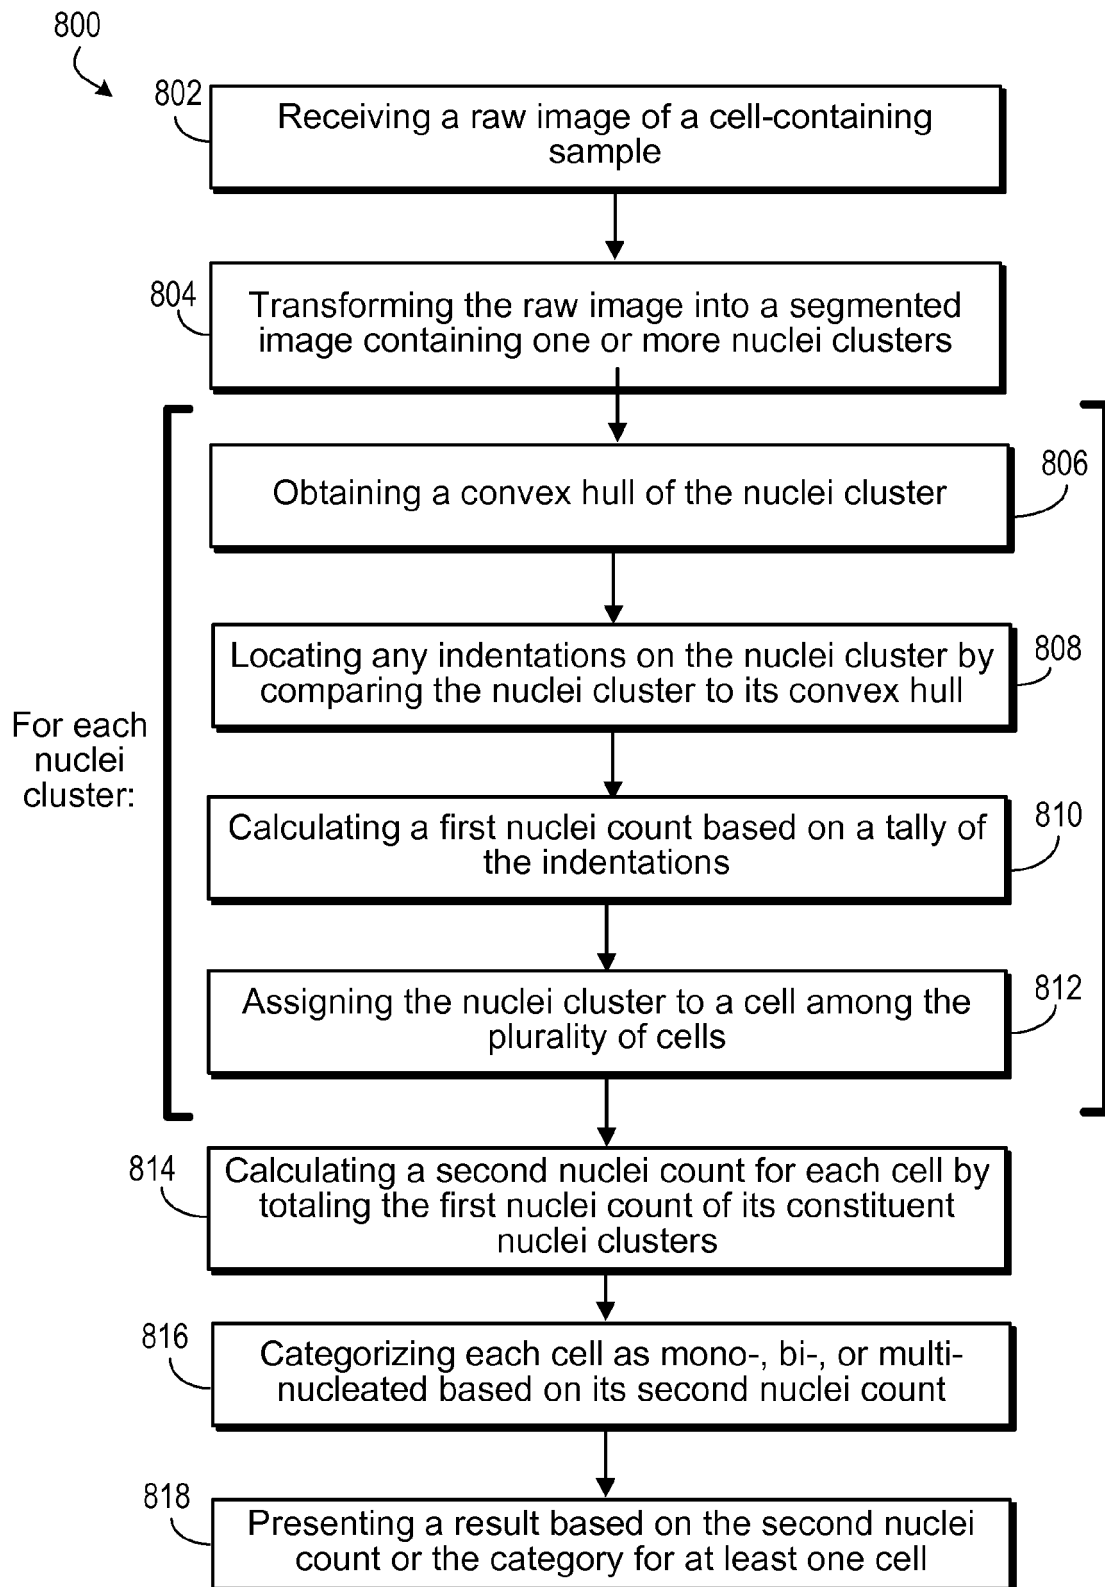 800
802
Receiving a raw image of a cell-containing
sample
804
Transforming the raw image into a segmented
image containing one or more nuclei clusters
For each
nuclei
cluster:
806
Obtaining a convex hull of the nuclei cluster
808
Locating any indentations on the nuclei cluster by
comparing the nuclei cluster to its convex hull
810
Calculating a first nuclei count based on a tally of
the indentations
812
Assigning the nuclei cluster to a cell among the
plurality of cells
814
Calculating a second nuclei count for each cell by
totaling the first nuclei count of its constituent
nuclei clusters
816
Categorizing each cell as mono-, bi-, or multi-
nucleated based on its second nuclei count
818
Presenting a result based on the second nuclei
count or the category for at least one cell